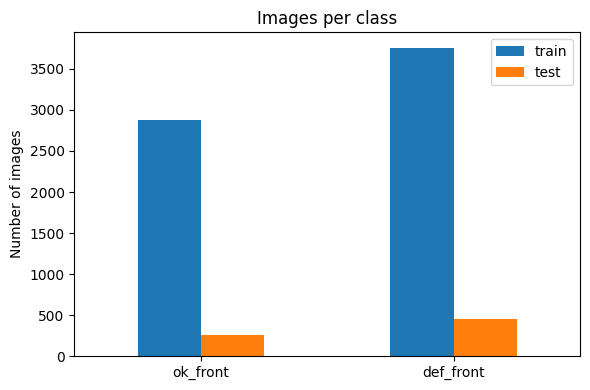 Images per class
train
test
Number of images
3500
3000
2500
2000
1500
1000
500
0
ok_front
def_front